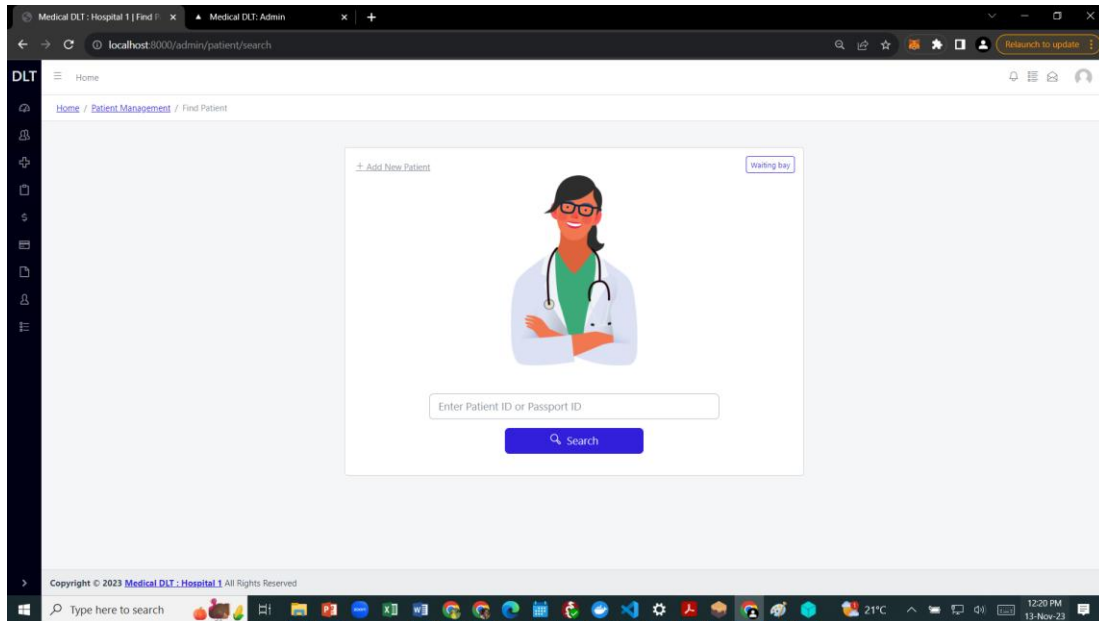 Medical DLT : Hospital 1 | Find P
Medical DLT: Admin
localhost:8000/admin/patient/search
Relaunch to update
DLT
Home
Home / Patient Management / Find Patient
+ Add New Patient
Waiting bay
Enter Patient ID or Passport ID
Search
Copyright © 2023 Medical DLT : Hospital 1 All Rights Reserved
Type here to search
21°C
12:20 PM
13-Nov-23